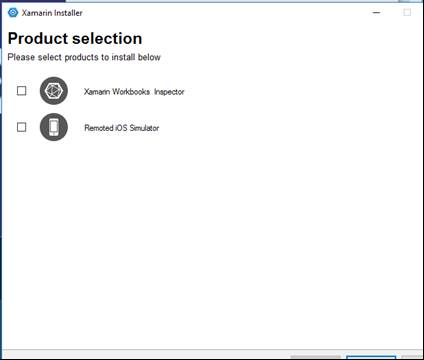 Xamarin Installer
Product selection
Please select products to install below
Xamarin Workbooks. Inspector
Remoted iOS Simulator